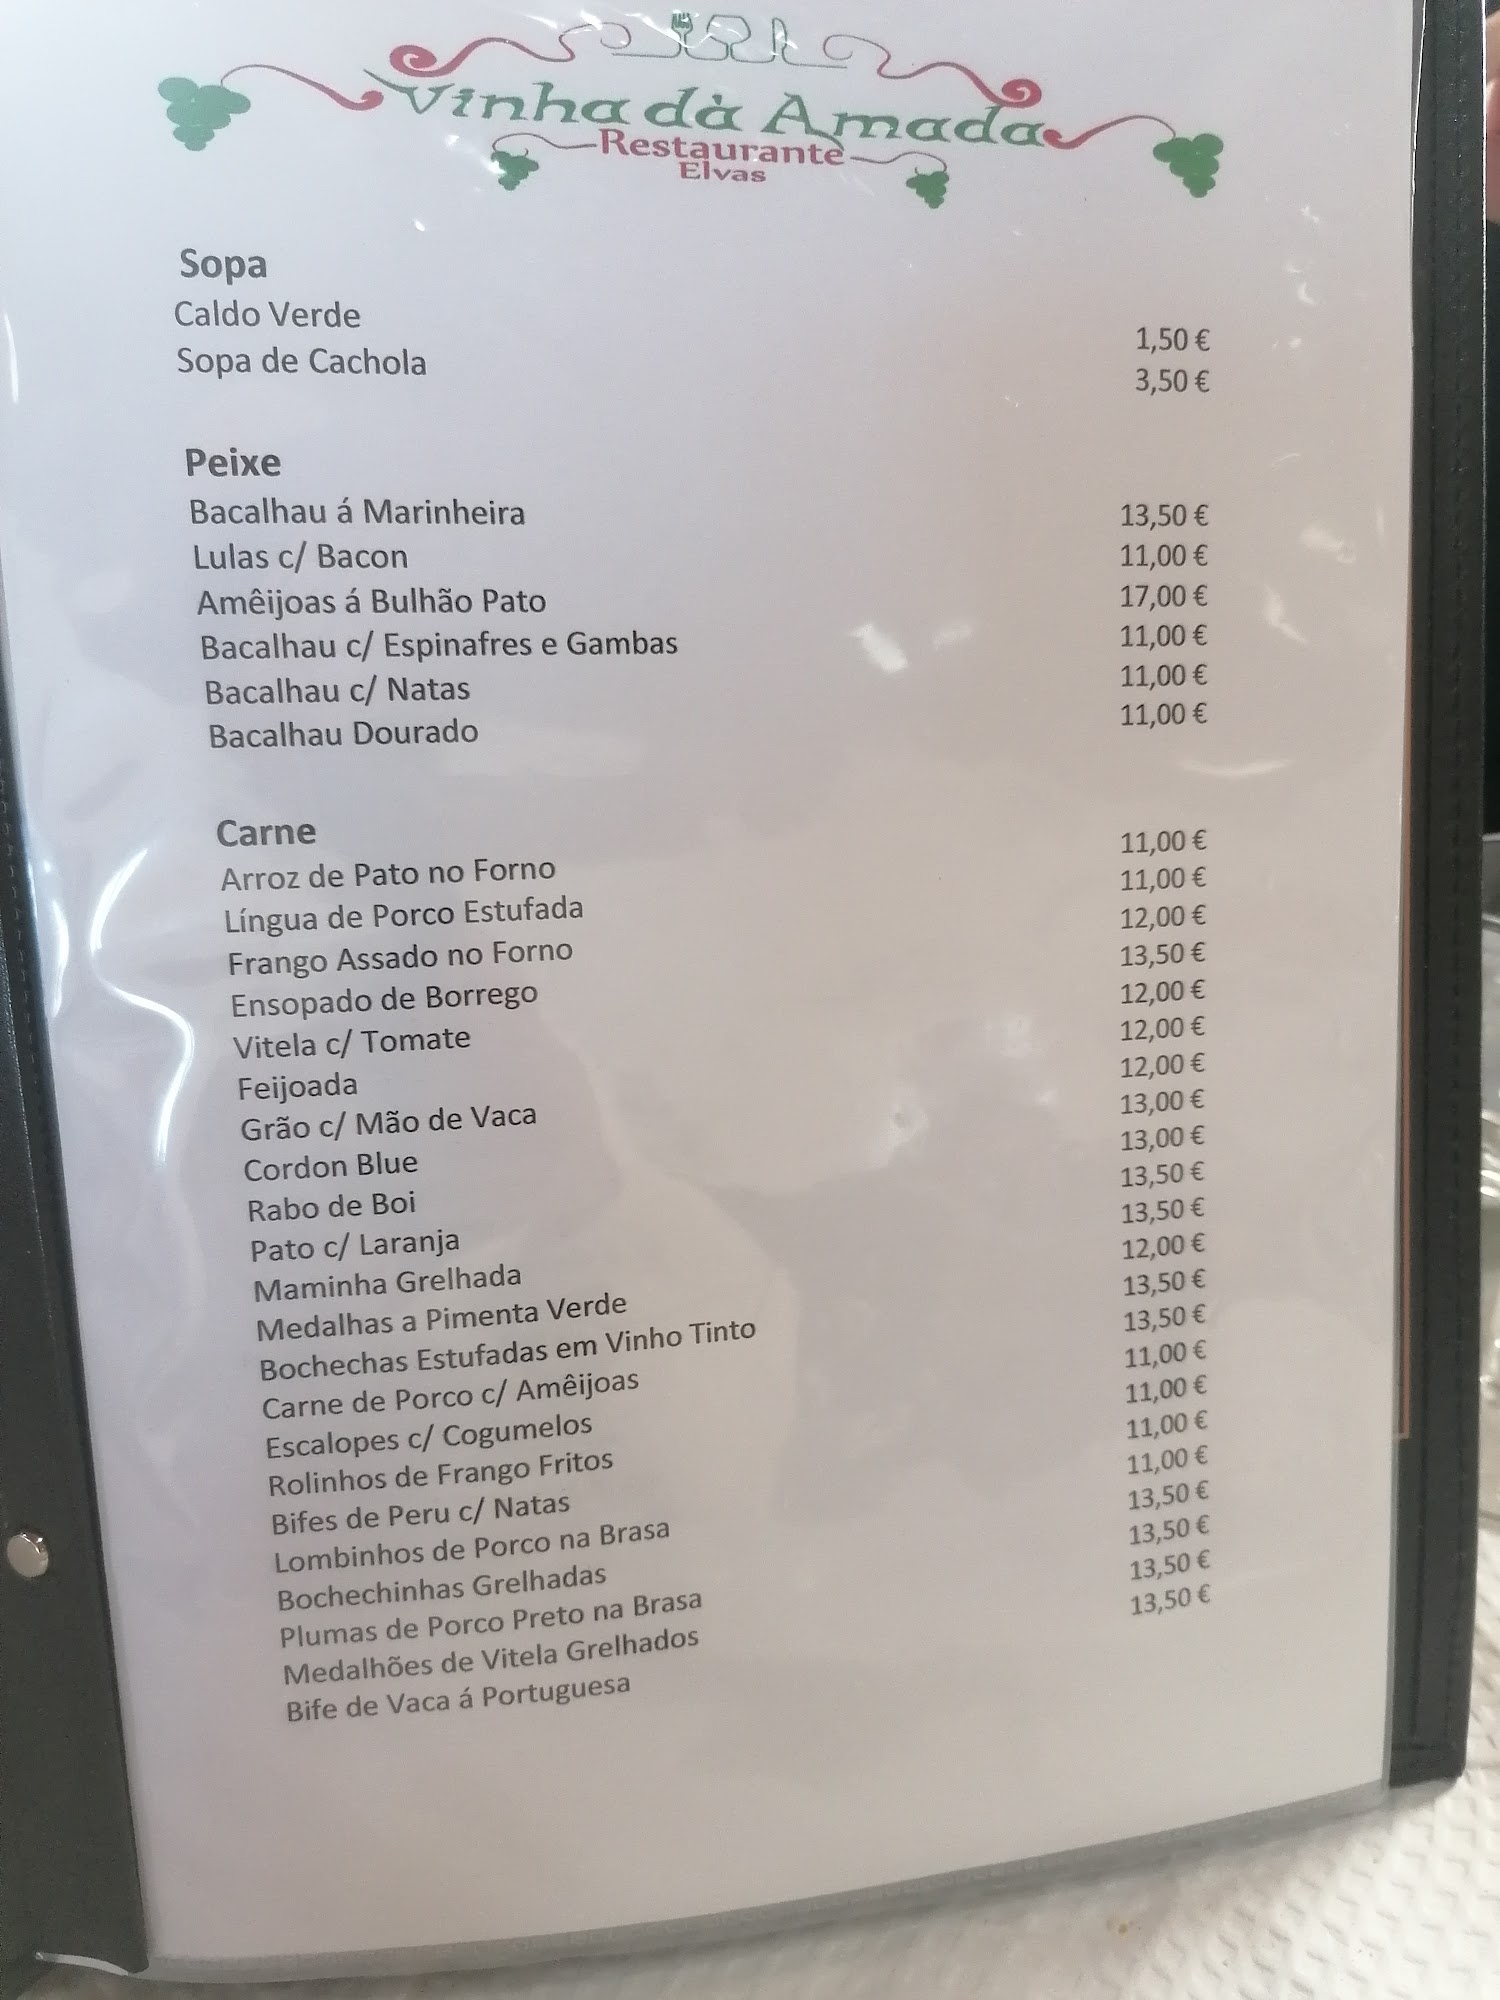 Vinha dà Amada
Restaurante
Elvas
Sopa
Caldo Verde 1,50 €
Sopa de Cachola 3,50 €
Peixe
Bacalhau á Marinheira 13,50 €
Lulas c/ Bacon 11,00 €
Amêijoas á Bulhão Pato 17,00 €
Bacalhau c/ Espinafres e Gambas 11,00 €
Bacalhau c/ Natas 11,00 €
Bacalhau Dourado 11,00 €
Carne
Arroz de Pato no Forno 11,00 €
Língua de Porco Estufada 11,00 €
Frango Assado no Forno 12,00 €
Ensopado de Borrego 13,50 €
Vitela c/ Tomate 12,00 €
Feijoada 12,00 €
Grão c/ Mão de Vaca 12,00 €
Cordon Blue 13,00 €
Rabo de Boi 13,00 €
Pato c/ Laranja 13,50 €
Maminha Grelhada 13,50 €
Medalhas a Pimenta Verde 12,00 €
Bochechas Estufadas em Vinho Tinto 13,50 €
Carne de Porco c/ Amêijoas 13,50 €
Escalopes c/ Cogumelos 11,00 €
Rolinhos de Frango Fritos 11,00 €
Bifes de Peru c/ Natas 11,00 €
Lombinhos de Porco na Brasa 11,00 €
Bochechinhas Grelhadas 13,50 €
Plumas de Porco Preto na Brasa 13,50 €
Medalhões de Vitela Grelhados 13,50 €
Bife de Vaca á Portuguesa 13,50 €